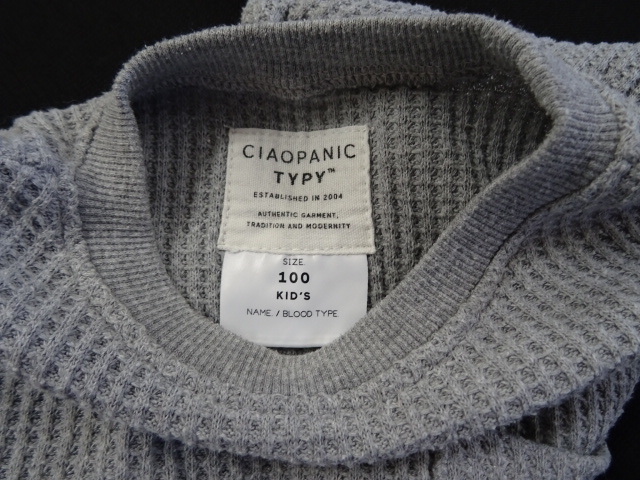 CIAOPANIC
TYPY™
ESTABLISHED IN 2004
AUTHENTIC GARMENT,
TRADITION AND MODERNITY
SIZE.
100
KID'S
NAME. / BLOOD TYPE